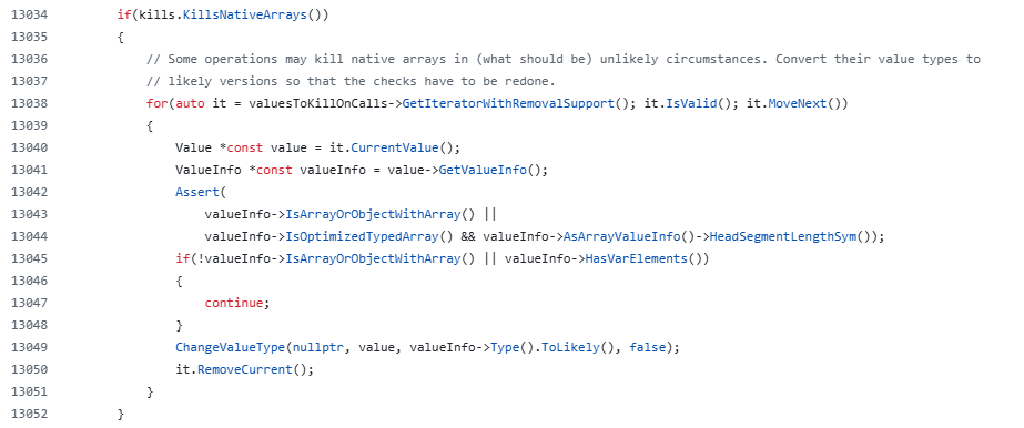 13034 if(kills.KillsNativeArrays())
13035 {
13036 // Some operations may kill native arrays in (what should be) unlikely circumstances. Convert their value types to
13037 // likely versions so that the checks have to be redone.
13038 for(auto it = valuesToKillOnCalls->GetIteratorWithRemovalSupport(); it.IsValid(); it.MoveNext())
13039 {
13040 Value *const value = it.CurrentValue();
13041 ValueInfo *const valueInfo = value->GetValueInfo();
13042 Assert(
13043 valueInfo->IsArrayOrObjectWithArray() ||
13044 valueInfo->IsOptimizedTypedArray() && valueInfo->AsArrayValueInfo()->HeadSegmentLengthSym());
13045 if(!valueInfo->IsArrayOrObjectWithArray() || valueInfo->HasVarElements())
13046 {
13047 continue;
13048 }
13049 ChangeValueType(nullptr, value, valueInfo->Type().ToLikely(), false);
13050 it.RemoveCurrent();
13051 }
13052 }